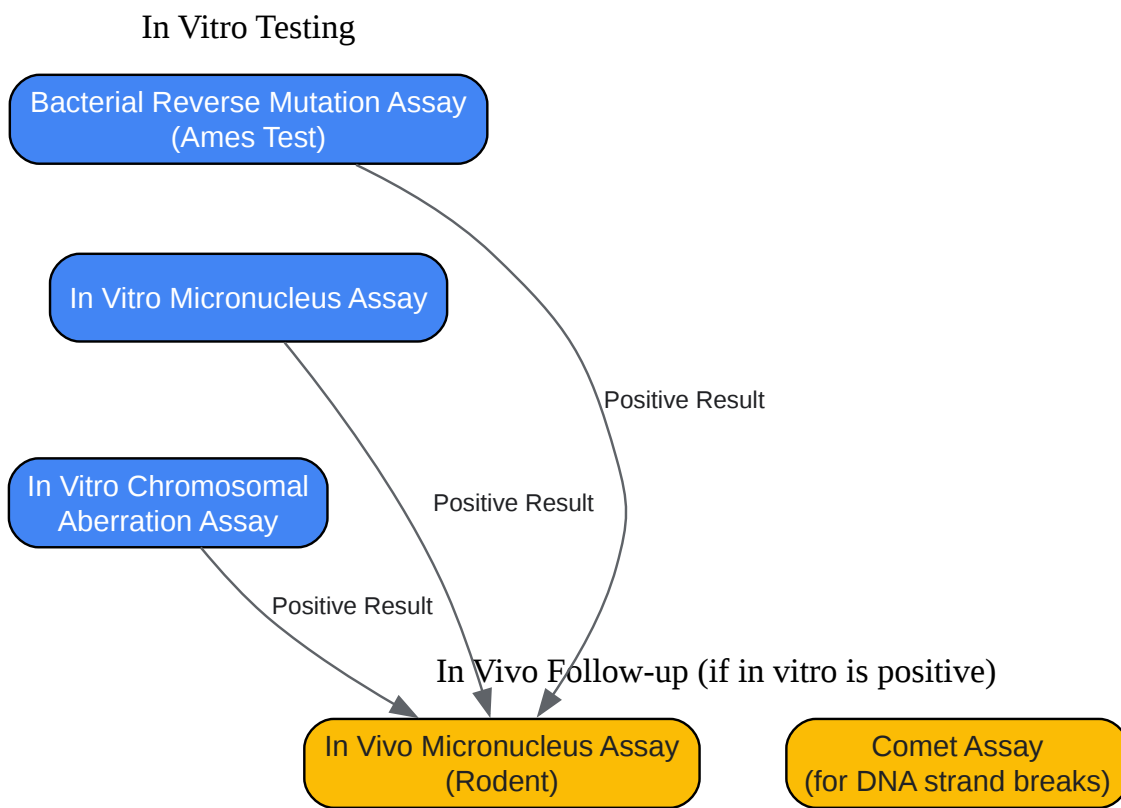 In Vitro Testing
Bacterial Reverse Mutation Assay
(Ames Test)
In Vitro Micronucleus Assay
Positive Result
In Vitro Chromosomal
Aberration Assay
Positive Result
Positive Result
In Vivo Follow-up (if in vitro is positive)
In Vivo Micronucleus Assay
(Rodent)
Comet Assay
(for DNA strand breaks)